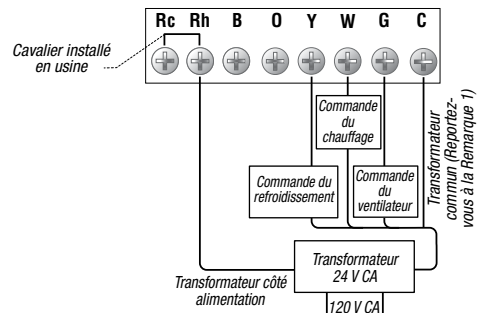 Rc Rh B O Y W G C
Cavalier installé
en usine
Commande
du
chauffage
Commande du
refroidissement
Commande
du
ventilateur
Transformateur
commun (Reportez-
vous à la Remarque 1)
Transformateur
24 V CA
Transformateur côté
alimentation
120 V CA